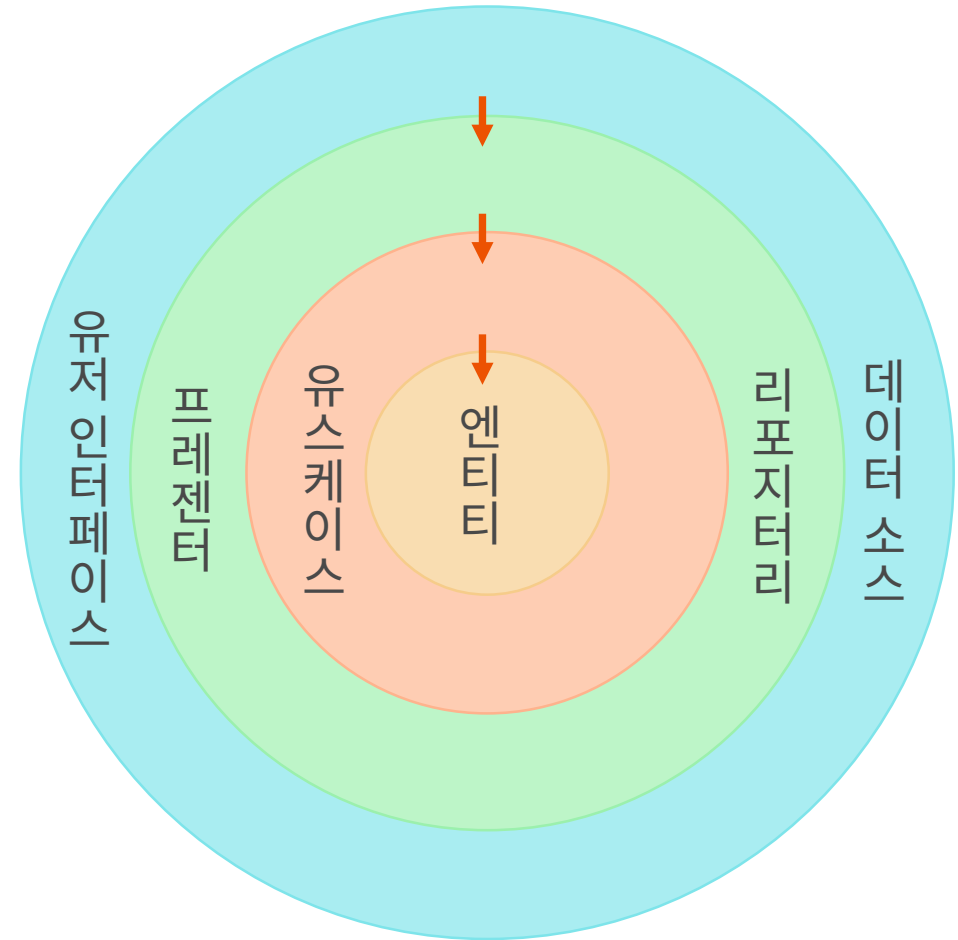 유저 인터페이스
프레젠터
유스케이스
엔티티
리포지터리
데이터 소스